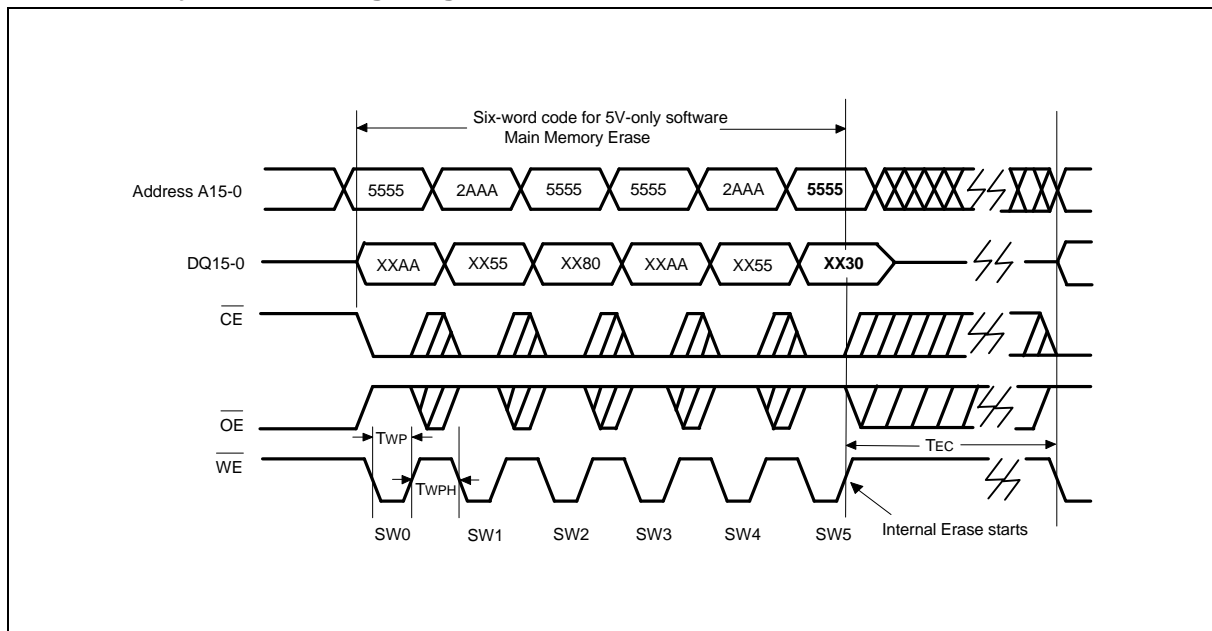 Six-word code for 5V-only software
Main Memory Erase
Address A15-0
5555 2AAA 5555 5555 2AAA 5555
DQ15-0
XXAA XX55 XX80 XXAA XX55 XX30
CE
OE
TWP
TEC
WE
TWPH
Internal Erase starts
SW0 SW1 SW2 SW3 SW4 SW5